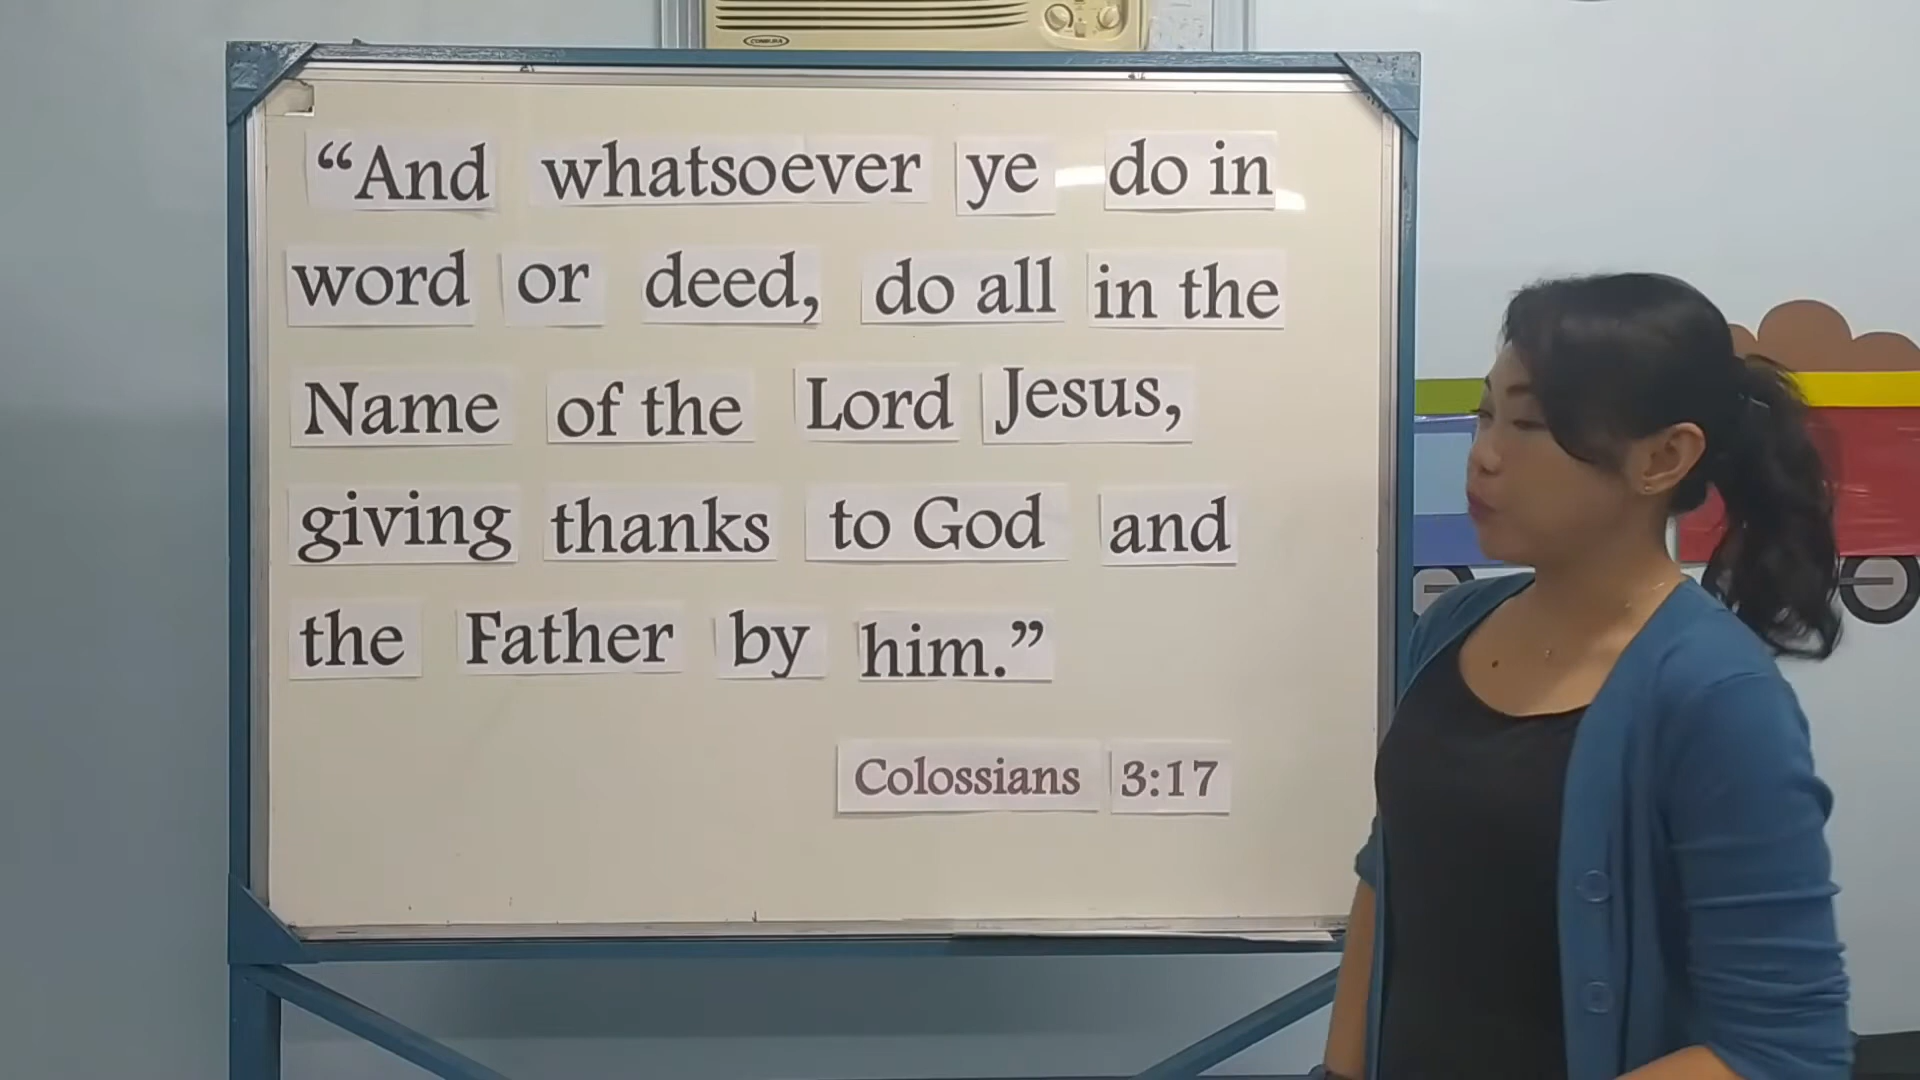 CONDURA
“And whatsoever ye do in
word or deed, do all in the
Name of the Lord Jesus,
giving thanks to God and
the Father by him.”
Colossians 3:17